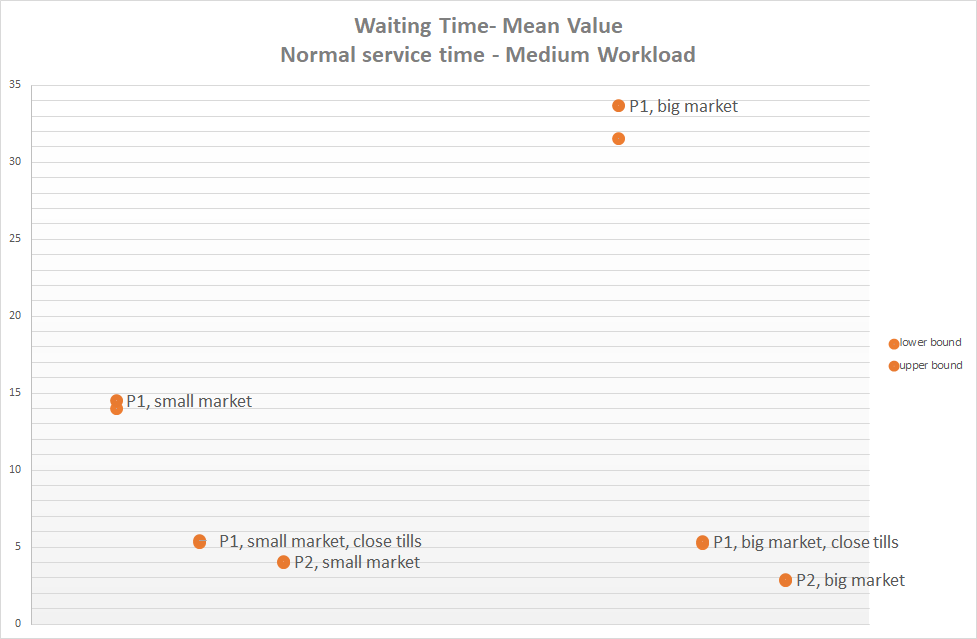 Waiting Time- Mean Value
Normal service time - Medium Workload
35
P1, big market
30
25
20
lower bound
upper bound
15
P1, small market
10
5
P1, small market, close tills
P1, big market, close tills
P2, small market
P2, big market
0